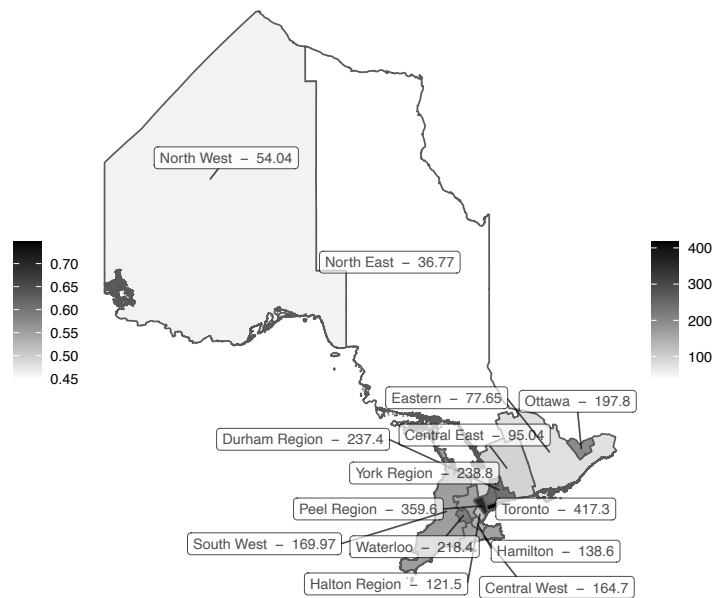 North West – 54.04
0.70
0.65
0.60
0.55
0.50
0.45
North East – 36.77
400
300
200
100
Eastern – 77.65
Ottawa – 197.8
Durham Region – 237.4
Central East – 95.04
York Region – 238.8
Peel Region – 359.6
Toronto – 417.3
South West – 169.97
Waterloo – 218.4
Hamilton – 138.6
Halton Region – 121.5
Central West – 164.7